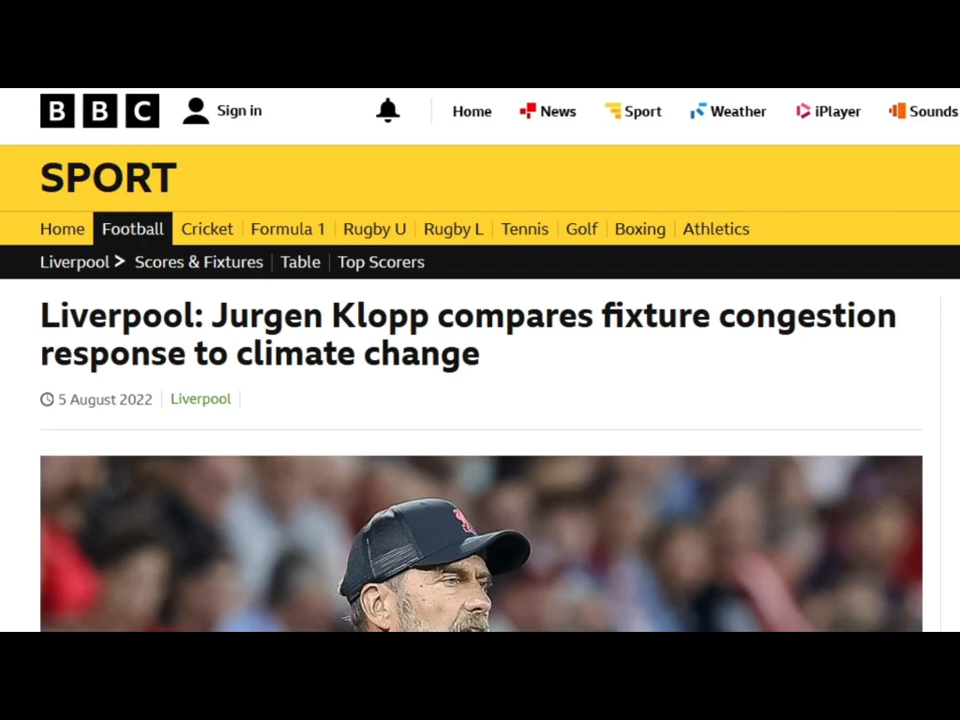 BBC Sign in Home News Sport Weather iPlayer Sounds
SPORT
Home Football Cricket Formula 1 Rugby U Rugby L Tennis Golf Boxing Athletics
Liverpool Scores & Fixtures Table Top Scorers
Liverpool: Jurgen Klopp compares fixture congestion
response to climate change
5 August 2022 Liverpool